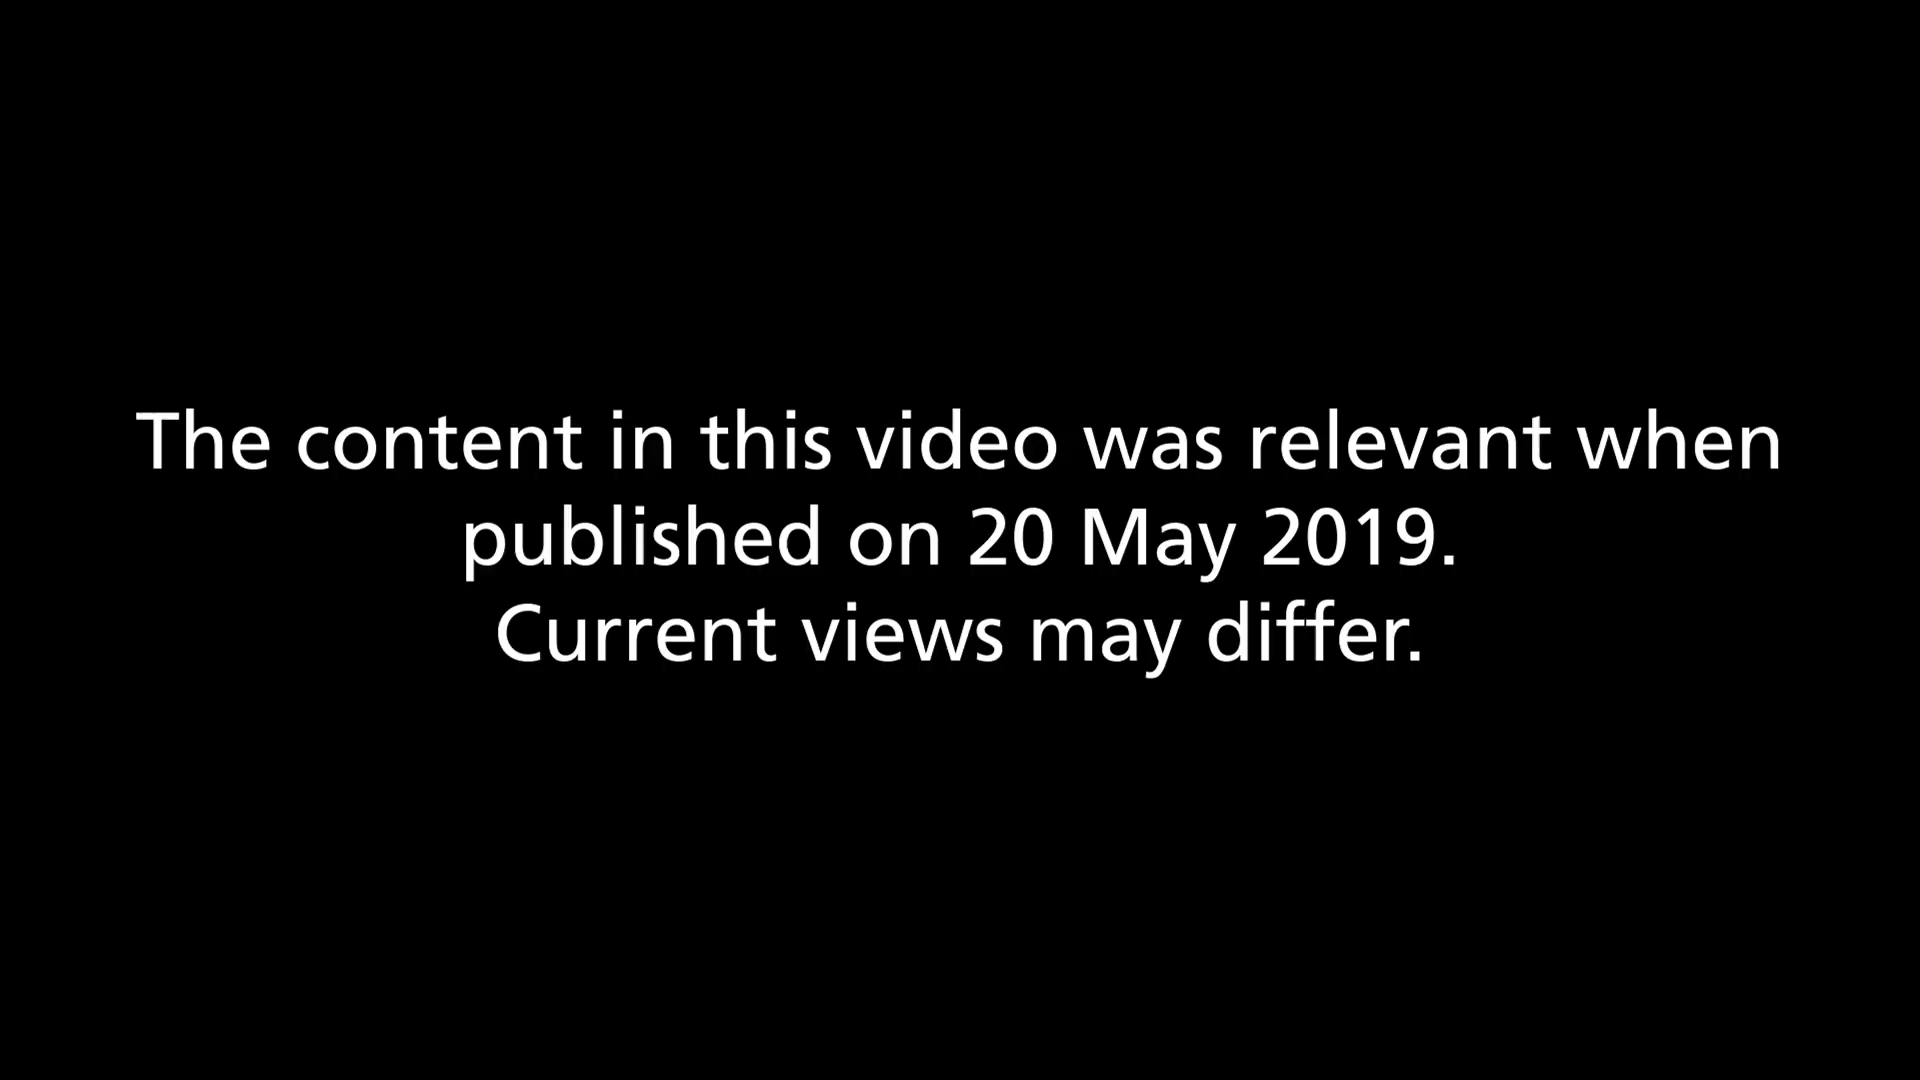 The content in this video was relevant when
published on 20 May 2019.
Current views may differ.